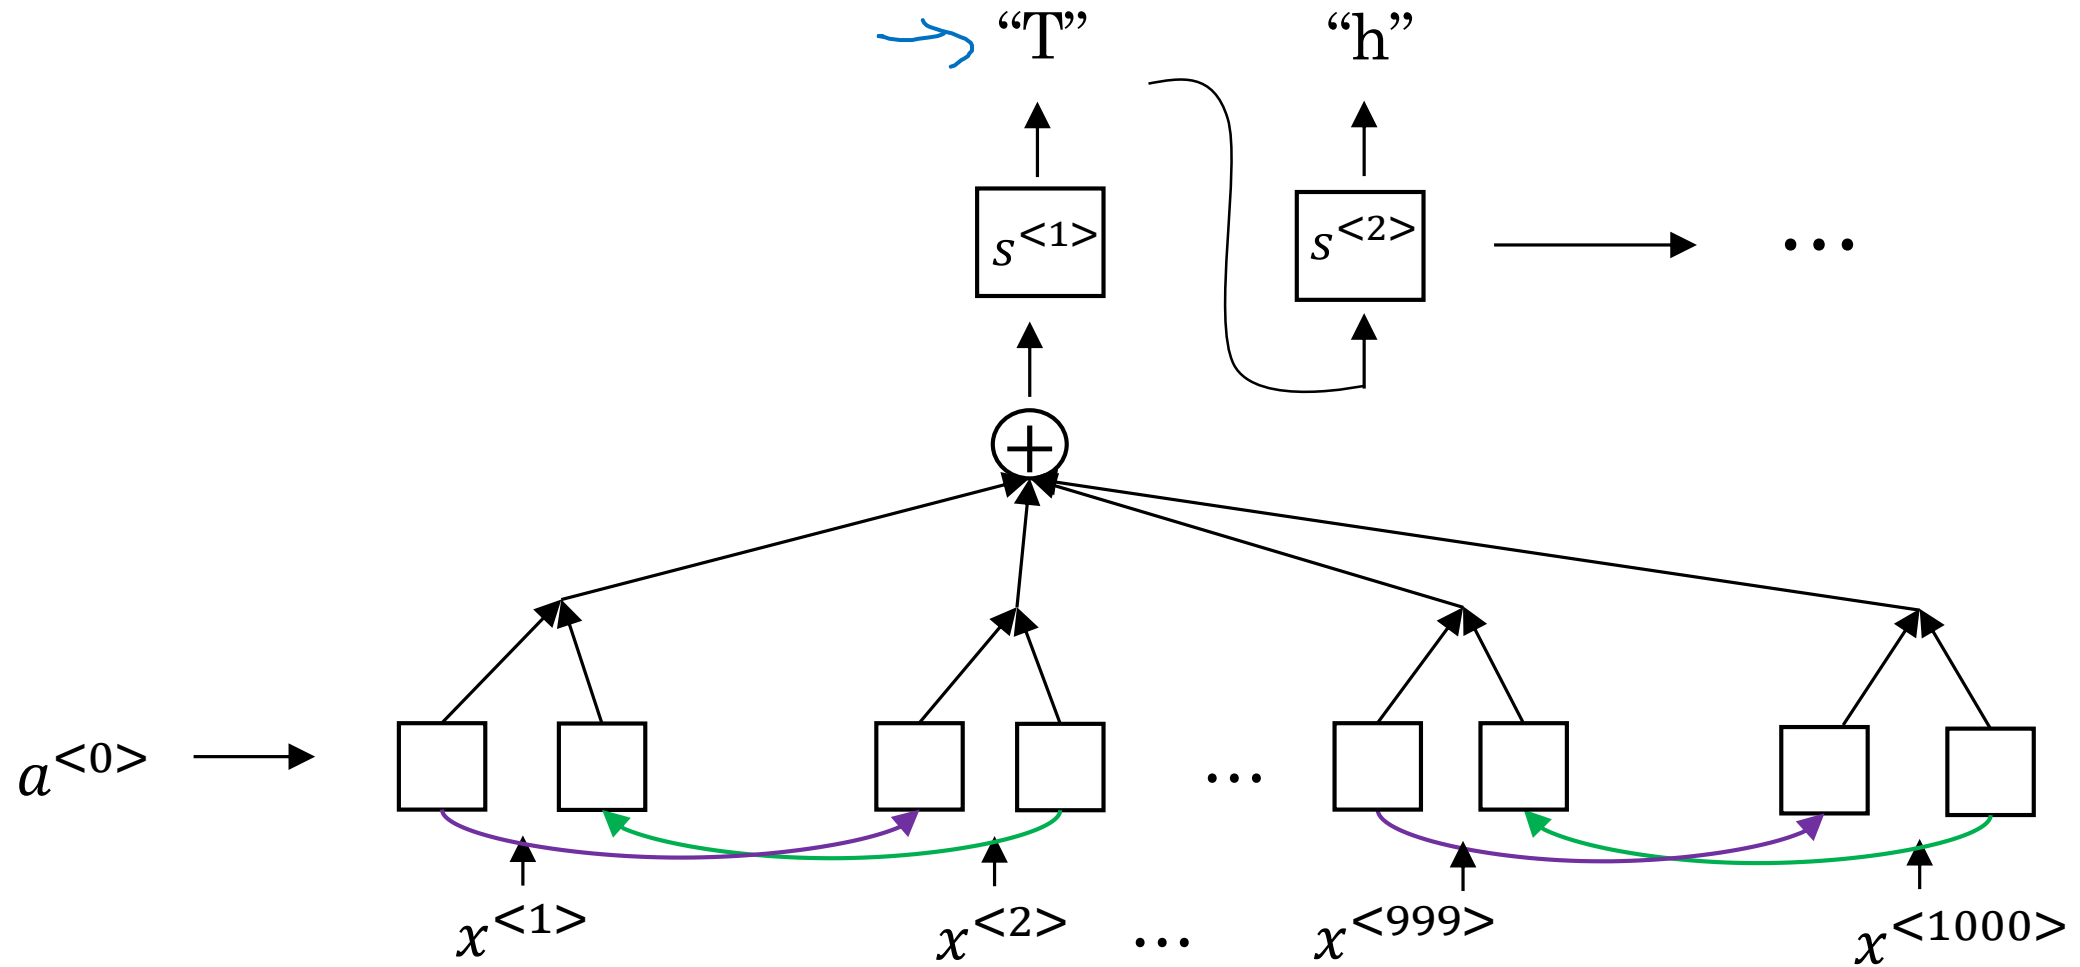 “T” “h”
s<1> s<2> ...
+
a<0> ...
x<1> x<2> ... x<999> x<1000>